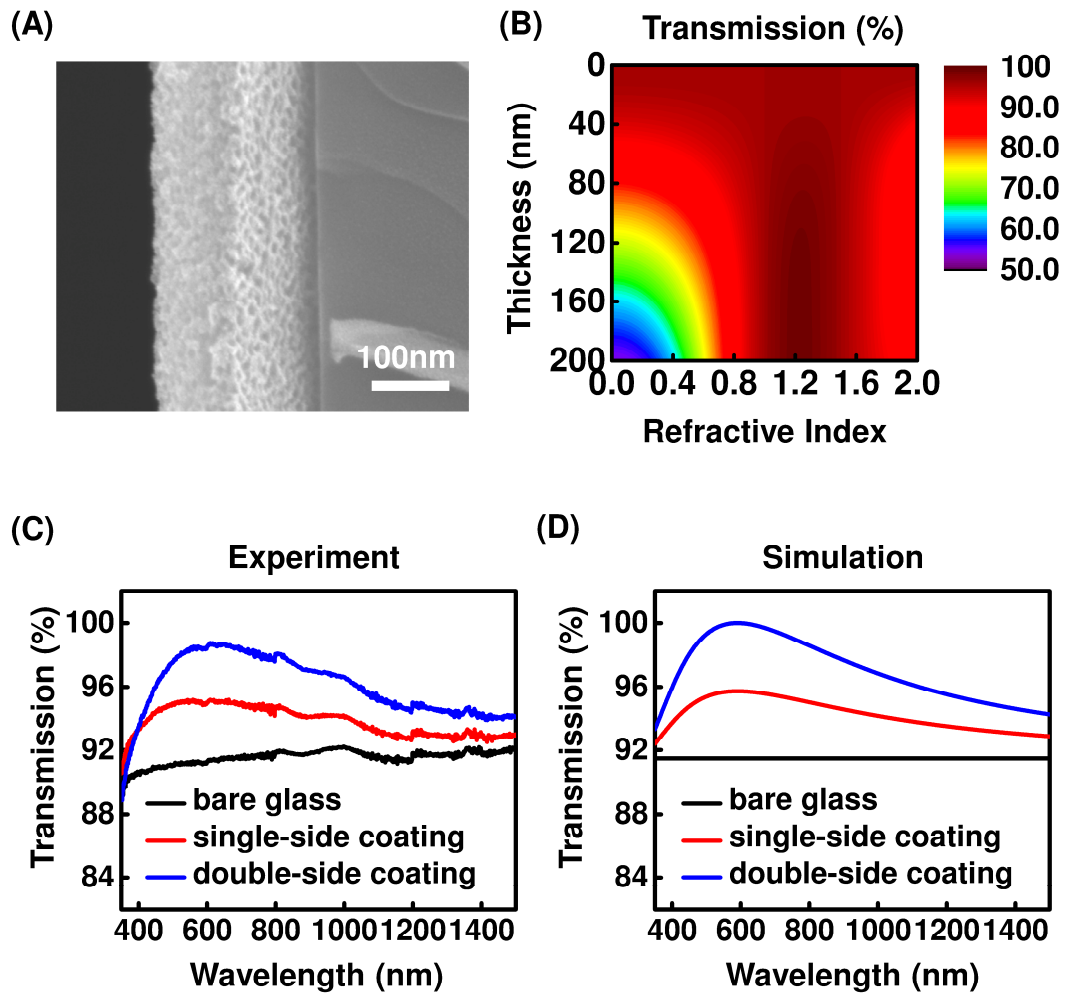 (A)
100nm
(B)
Transmission (%)
Thickness (nm)
0
40
80
120
160
200
0.0 0.4 0.8 1.2 1.6 2.0
Refractive Index
100
90.0
80.0
70.0
60.0
50.0
(C)
Experiment
Transmission (%)
100
96
92
88
84
bare glass
single-side coating
double-side coating
400 600 800 1000 1200 1400
Wavelength (nm)
(D)
Simulation
Transmission (%)
100
96
92
88
84
bare glass
single-side coating
double-side coating
400 600 800 1000 1200 1400
Wavelength (nm)